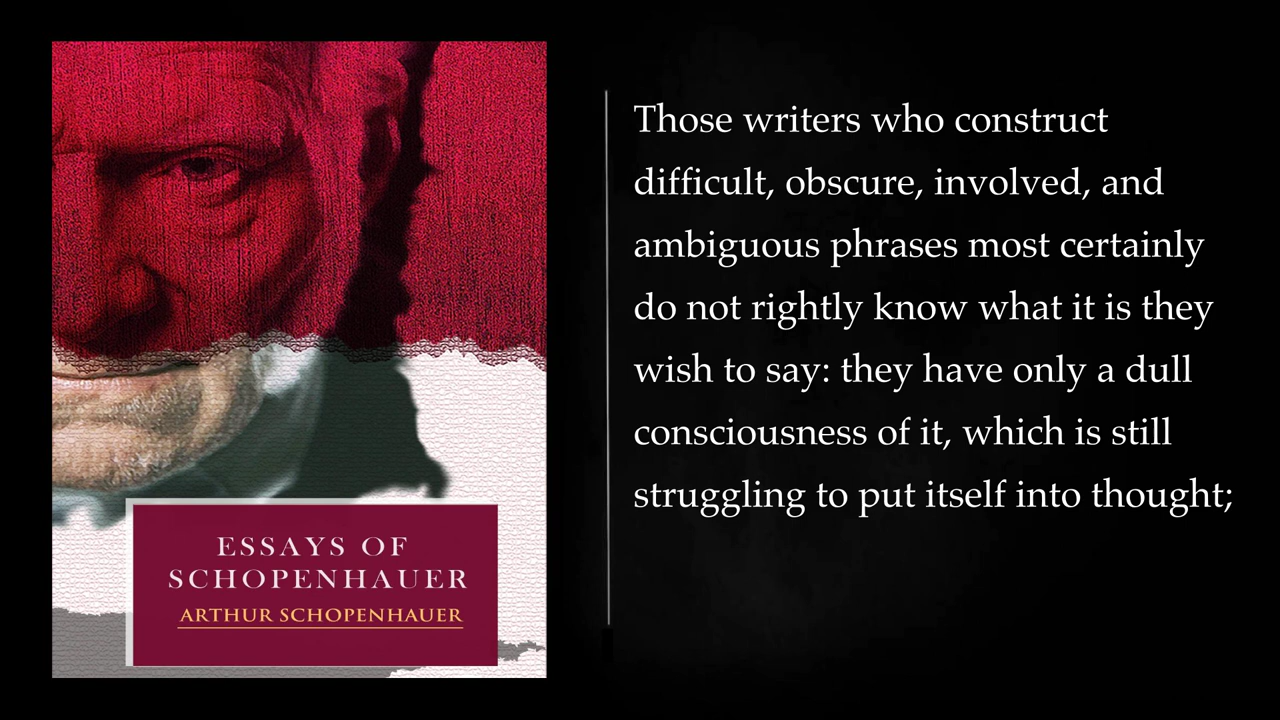 ESSAYS OF
SCHOPENHAUER
ARTHUR SCHOPENHAUER
Those writers who construct
difficult, obscure, involved, and
ambiguous phrases most certainly
do not rightly know what it is they
wish to say: they have only a dull
consciousness of it, which is still
struggling to put itself into thought;